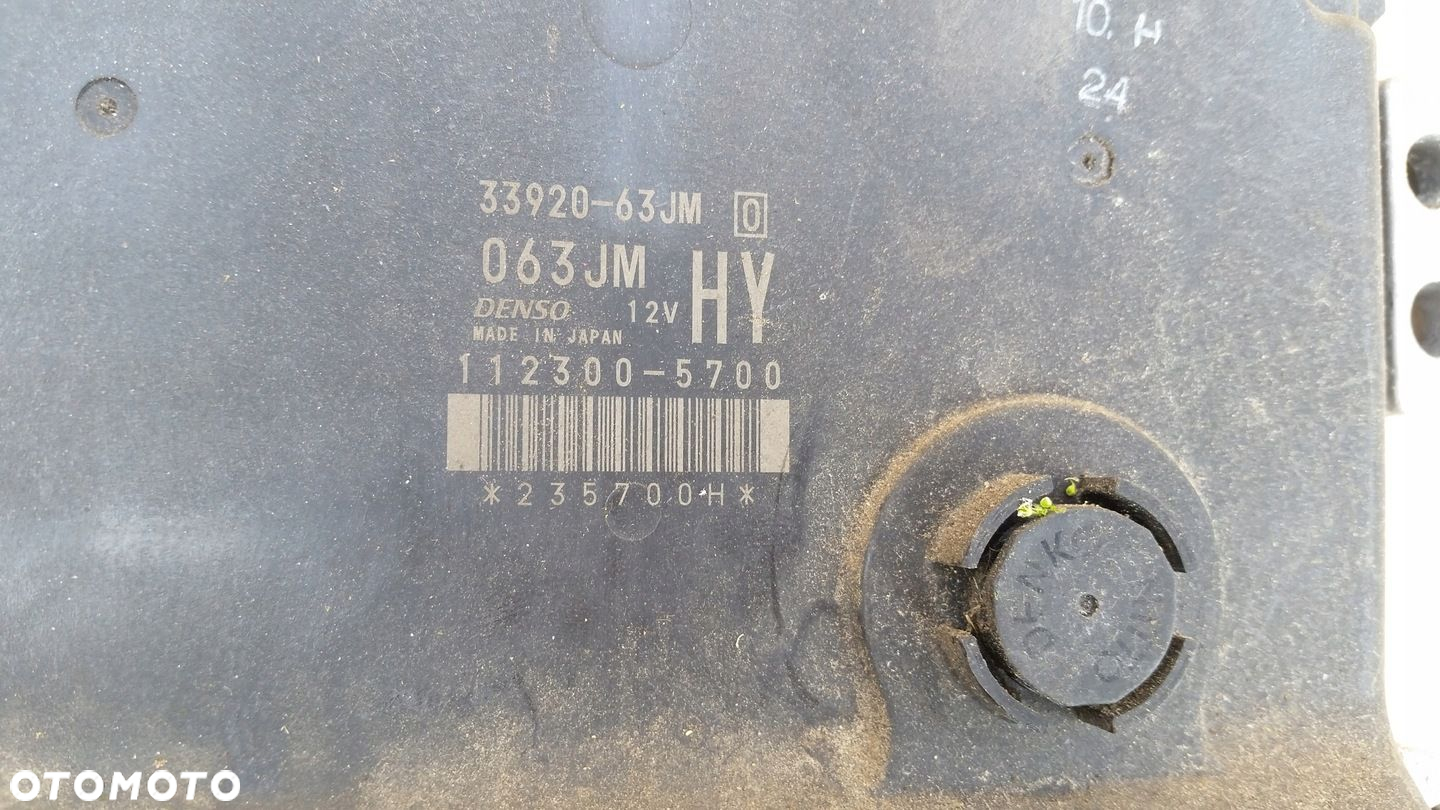 10. H
24
33920-63JM 0
063JM HY
DENSO 12V
MADE IN JAPAN
112300-5700
*235700H*
OTOMOTO